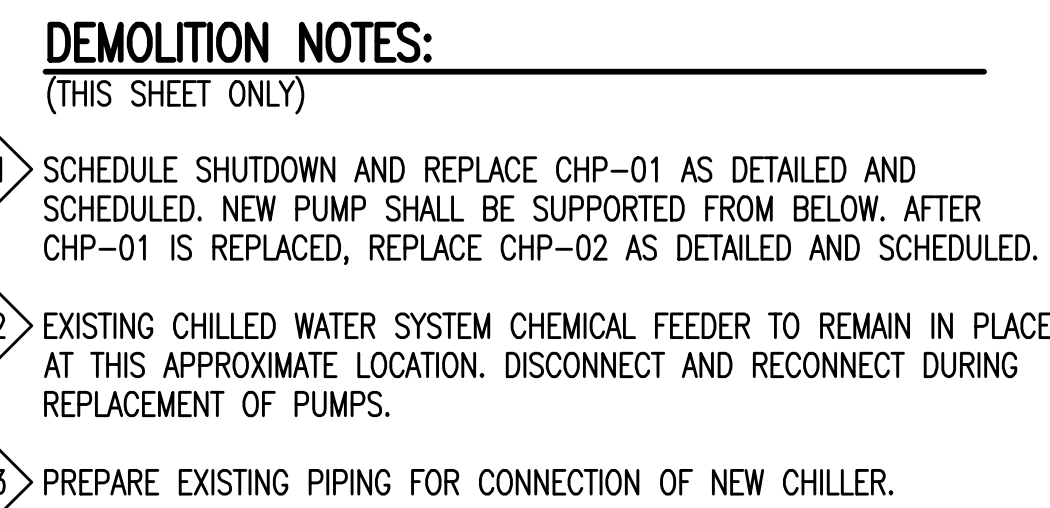 DEMOLITION NOTES:
(THIS SHEET ONLY)
1 SCHEDULE SHUTDOWN AND REPLACE CHP-01 AS DETAILED AND
SCHEDULED. NEW PUMP SHALL BE SUPPORTED FROM BELOW. AFTER
CHP-01 IS REPLACED, REPLACE CHP-02 AS DETAILED AND SCHEDULED.
2 EXISTING CHILLED WATER SYSTEM CHEMICAL FEEDER TO REMAIN IN PLACE
AT THIS APPROXIMATE LOCATION. DISCONNECT AND RECONNECT DURING
REPLACEMENT OF PUMPS.
3 PREPARE EXISTING PIPING FOR CONNECTION OF NEW CHILLER.